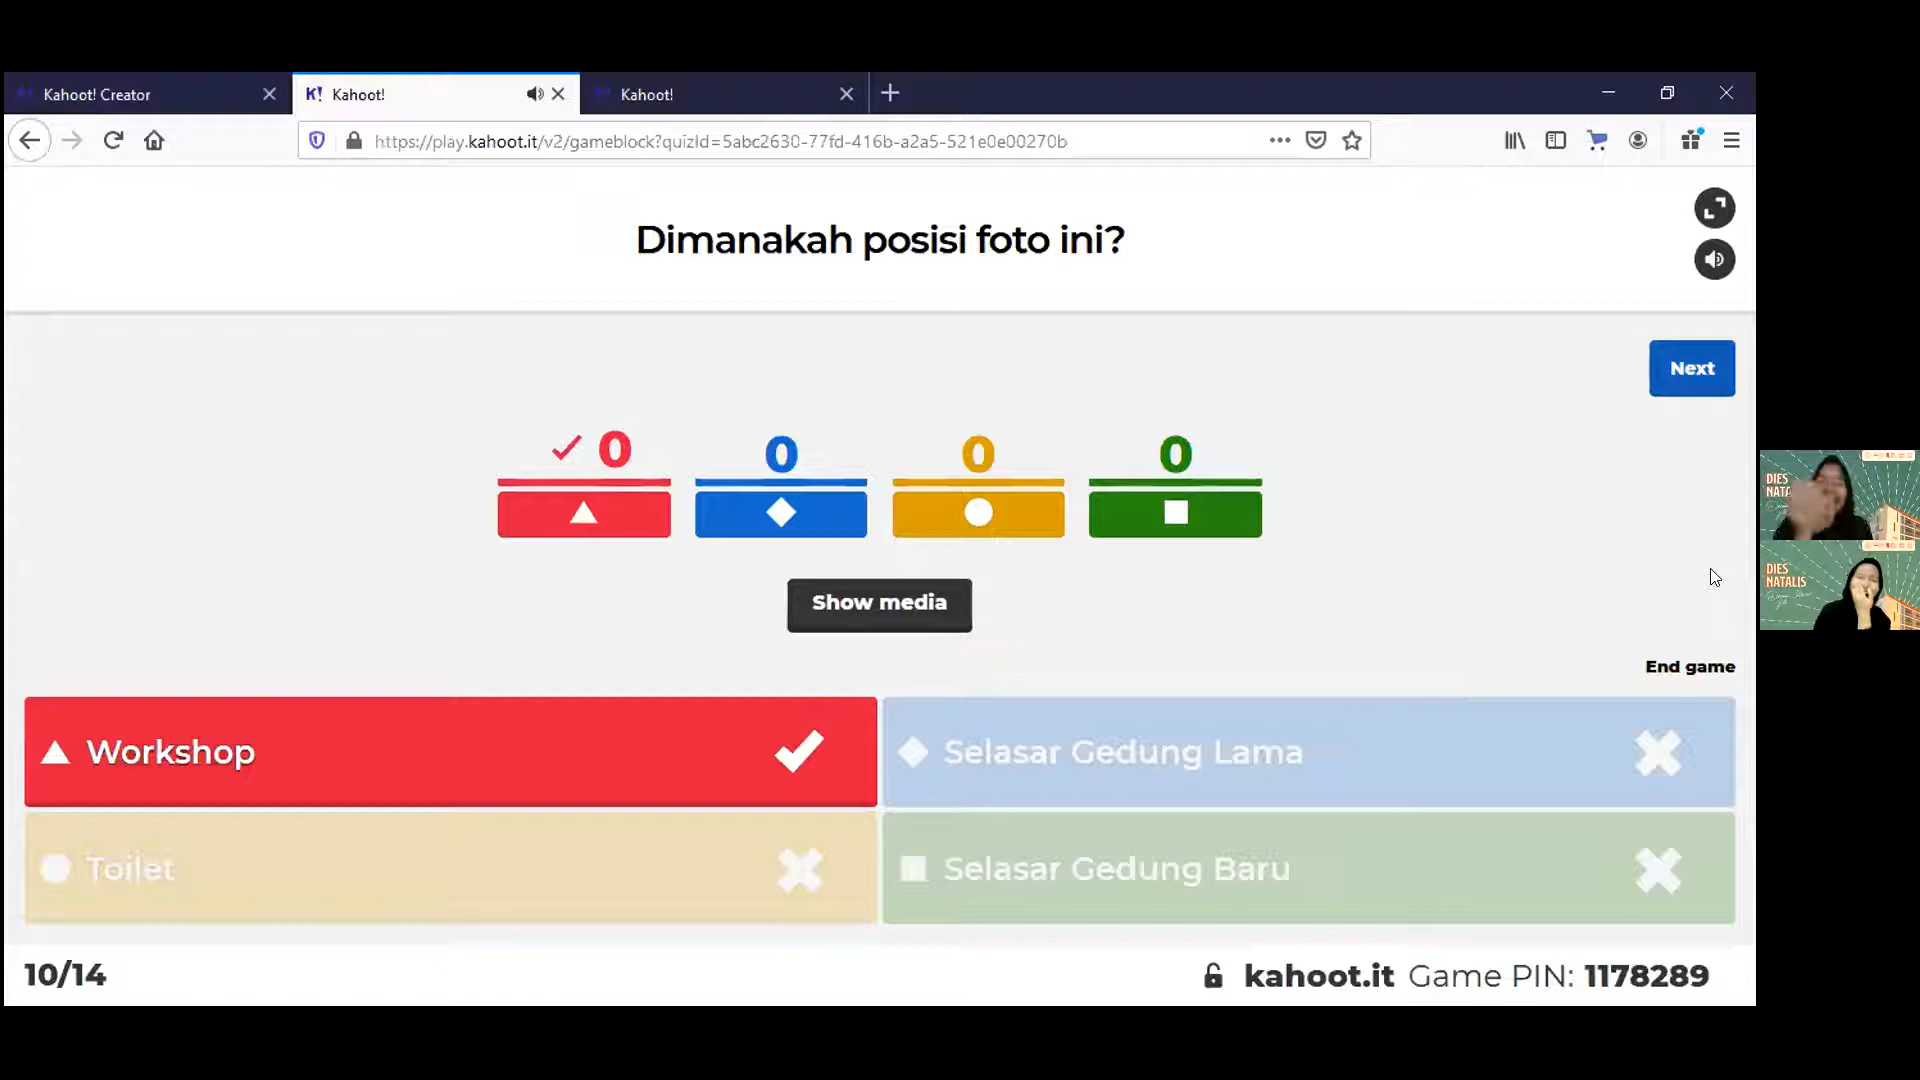 Kahoot! Creator
K! Kahoot!
Kahoot!
https://play.kahoot.it/v2/gameblock?quizId=5abc2630-77fd-416b-a2a5-521e0e00270b
Dimanakah posisi foto ini?
Next
0
0
0
0
Show media
End game
Workshop
Selasar Gedung Lama
Toilet
Selasar Gedung Baru
10/14
kahoot.it Game PIN: 1178289
DIES
DIES
NATALIS